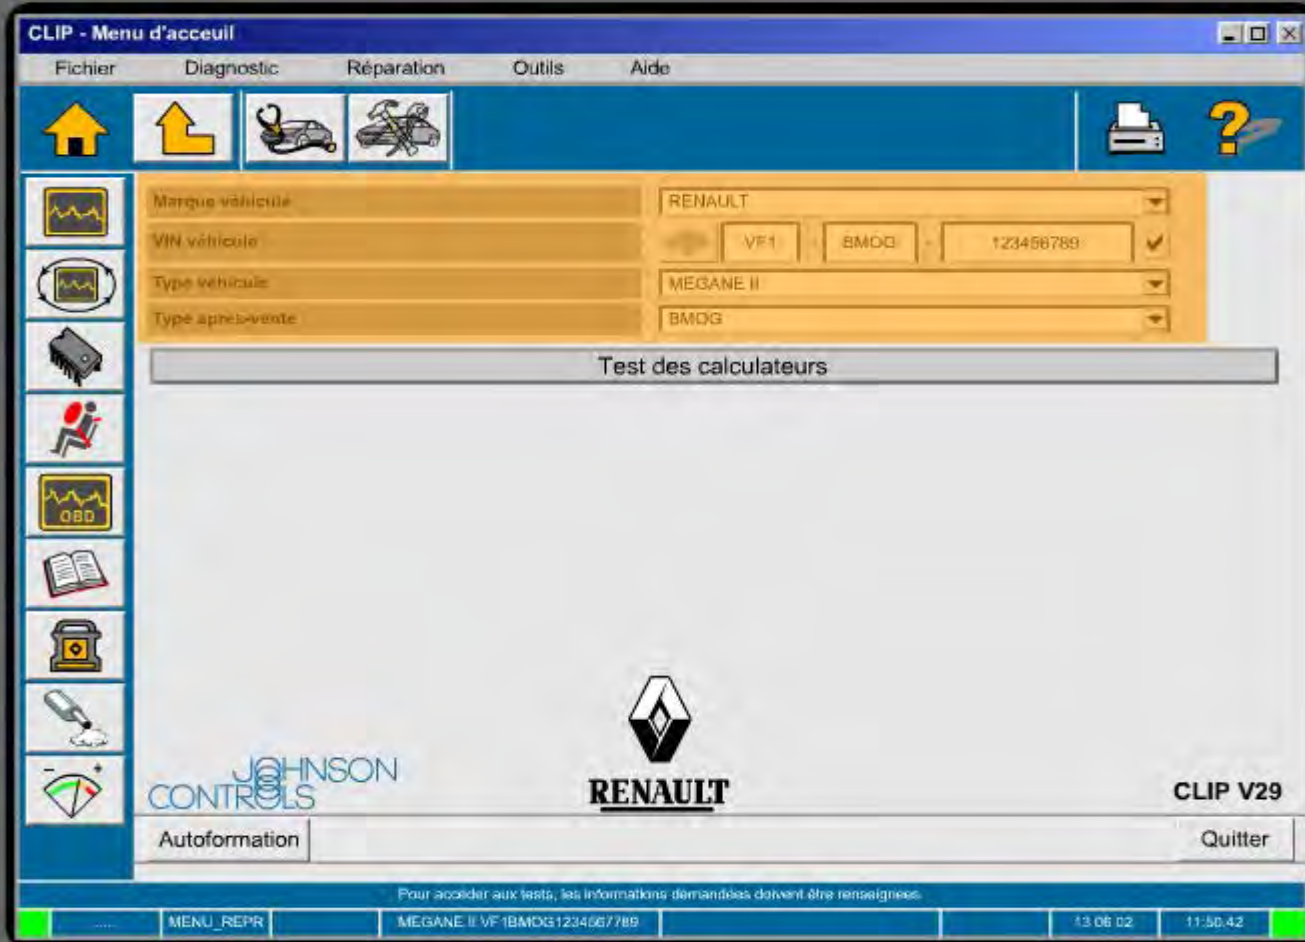 CLIP - Menu d'acceuil
Fichier Diagnostic Réparation Outils Aide
Marque véhicule RENAULT
VIN véhicule VF1 - BMOG - 123456789
Type véhicule MEGANE II
Type après-vente BMOG
Test des calculateurs
OBD
JOHNSON
CONTROLS
RENAULT
CLIP V29
Autoformation Quitter
Pour accéder aux tests, les informations demandées doivent être renseignées.
.... MENU_REPR MEGANE II VF1BMOG1234567789 13.06.02 11:50.42